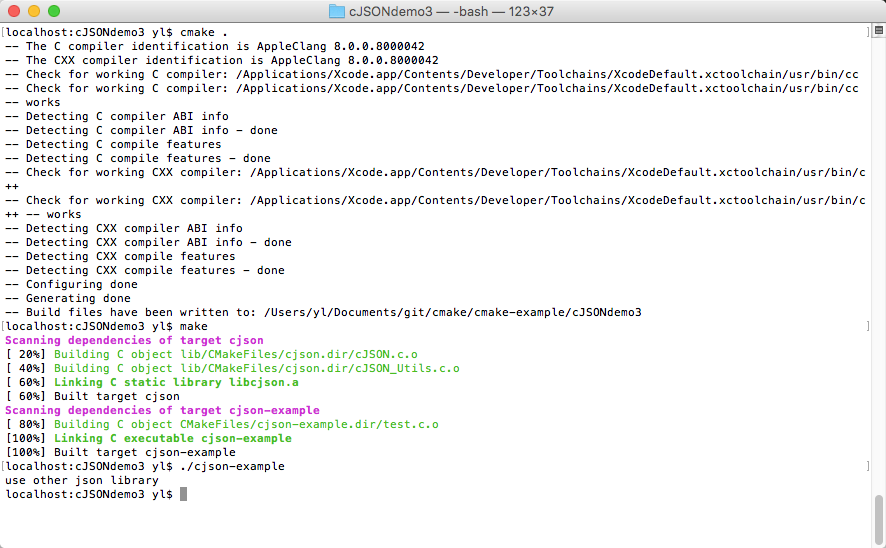 cJSONdemo3 — -bash — 123×37
[localhost:cJSONdemo3 yl$ cmake . ]
-- The C compiler identification is AppleClang 8.0.0.8000042
-- The CXX compiler identification is AppleClang 8.0.0.8000042
-- Check for working C compiler: /Applications/Xcode.app/Contents/Developer/Toolchains/XcodeDefault.xctoolchain/usr/bin/cc
-- Check for working C compiler: /Applications/Xcode.app/Contents/Developer/Toolchains/XcodeDefault.xctoolchain/usr/bin/cc
-- works
-- Detecting C compiler ABI info
-- Detecting C compiler ABI info - done
-- Detecting C compile features
-- Detecting C compile features - done
-- Check for working CXX compiler: /Applications/Xcode.app/Contents/Developer/Toolchains/XcodeDefault.xctoolchain/usr/bin/c
++
-- Check for working CXX compiler: /Applications/Xcode.app/Contents/Developer/Toolchains/XcodeDefault.xctoolchain/usr/bin/c
++ -- works
-- Detecting CXX compiler ABI info
-- Detecting CXX compiler ABI info - done
-- Detecting CXX compile features
-- Detecting CXX compile features - done
-- Configuring done
-- Generating done
-- Build files have been written to: /Users/yl/Documents/git/cmake/cmake-example/cJSONdemo3
[localhost:cJSONdemo3 yl$ make ]
Scanning dependencies of target cjson
[ 20%] Building C object lib/CMakeFiles/cjson.dir/cJSON.c.o
[ 40%] Building C object lib/CMakeFiles/cjson.dir/cJSON_Utils.c.o
[ 60%] Linking C static library libcjson.a
[ 60%] Built target cjson
Scanning dependencies of target cjson-example
[ 80%] Building C object CMakeFiles/cjson-example.dir/test.c.o
[100%] Linking C executable cjson-example
[100%] Built target cjson-example
[localhost:cJSONdemo3 yl$ ./cjson-example ]
use other json library
localhost:cJSONdemo3 yl$